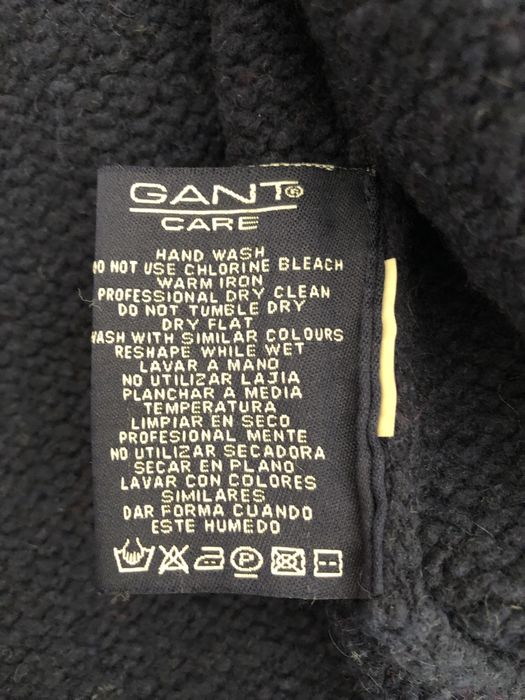 GANT®
CARE
HAND WASH
DO NOT USE CHLORINE BLEACH
WARM IRON
PROFESSIONAL DRY CLEAN
DO NOT TUMBLE DRY
DRY FLAT
WASH WITH SIMILAR COLOURS
RESHAPE WHILE WET
LAVAR A MANO
NO UTILIZAR LAJIA
PLANCHAR A MEDIA
TEMPERATURA
LIMPIAR EN SECO
PROFESIONAL MENTE
NO UTILIZAR SECADORA
SECAR EN PLANO
LAVAR CON COLORES
SIMILARES
DAR FORMA CUANDO
ESTE HUMEDO
P